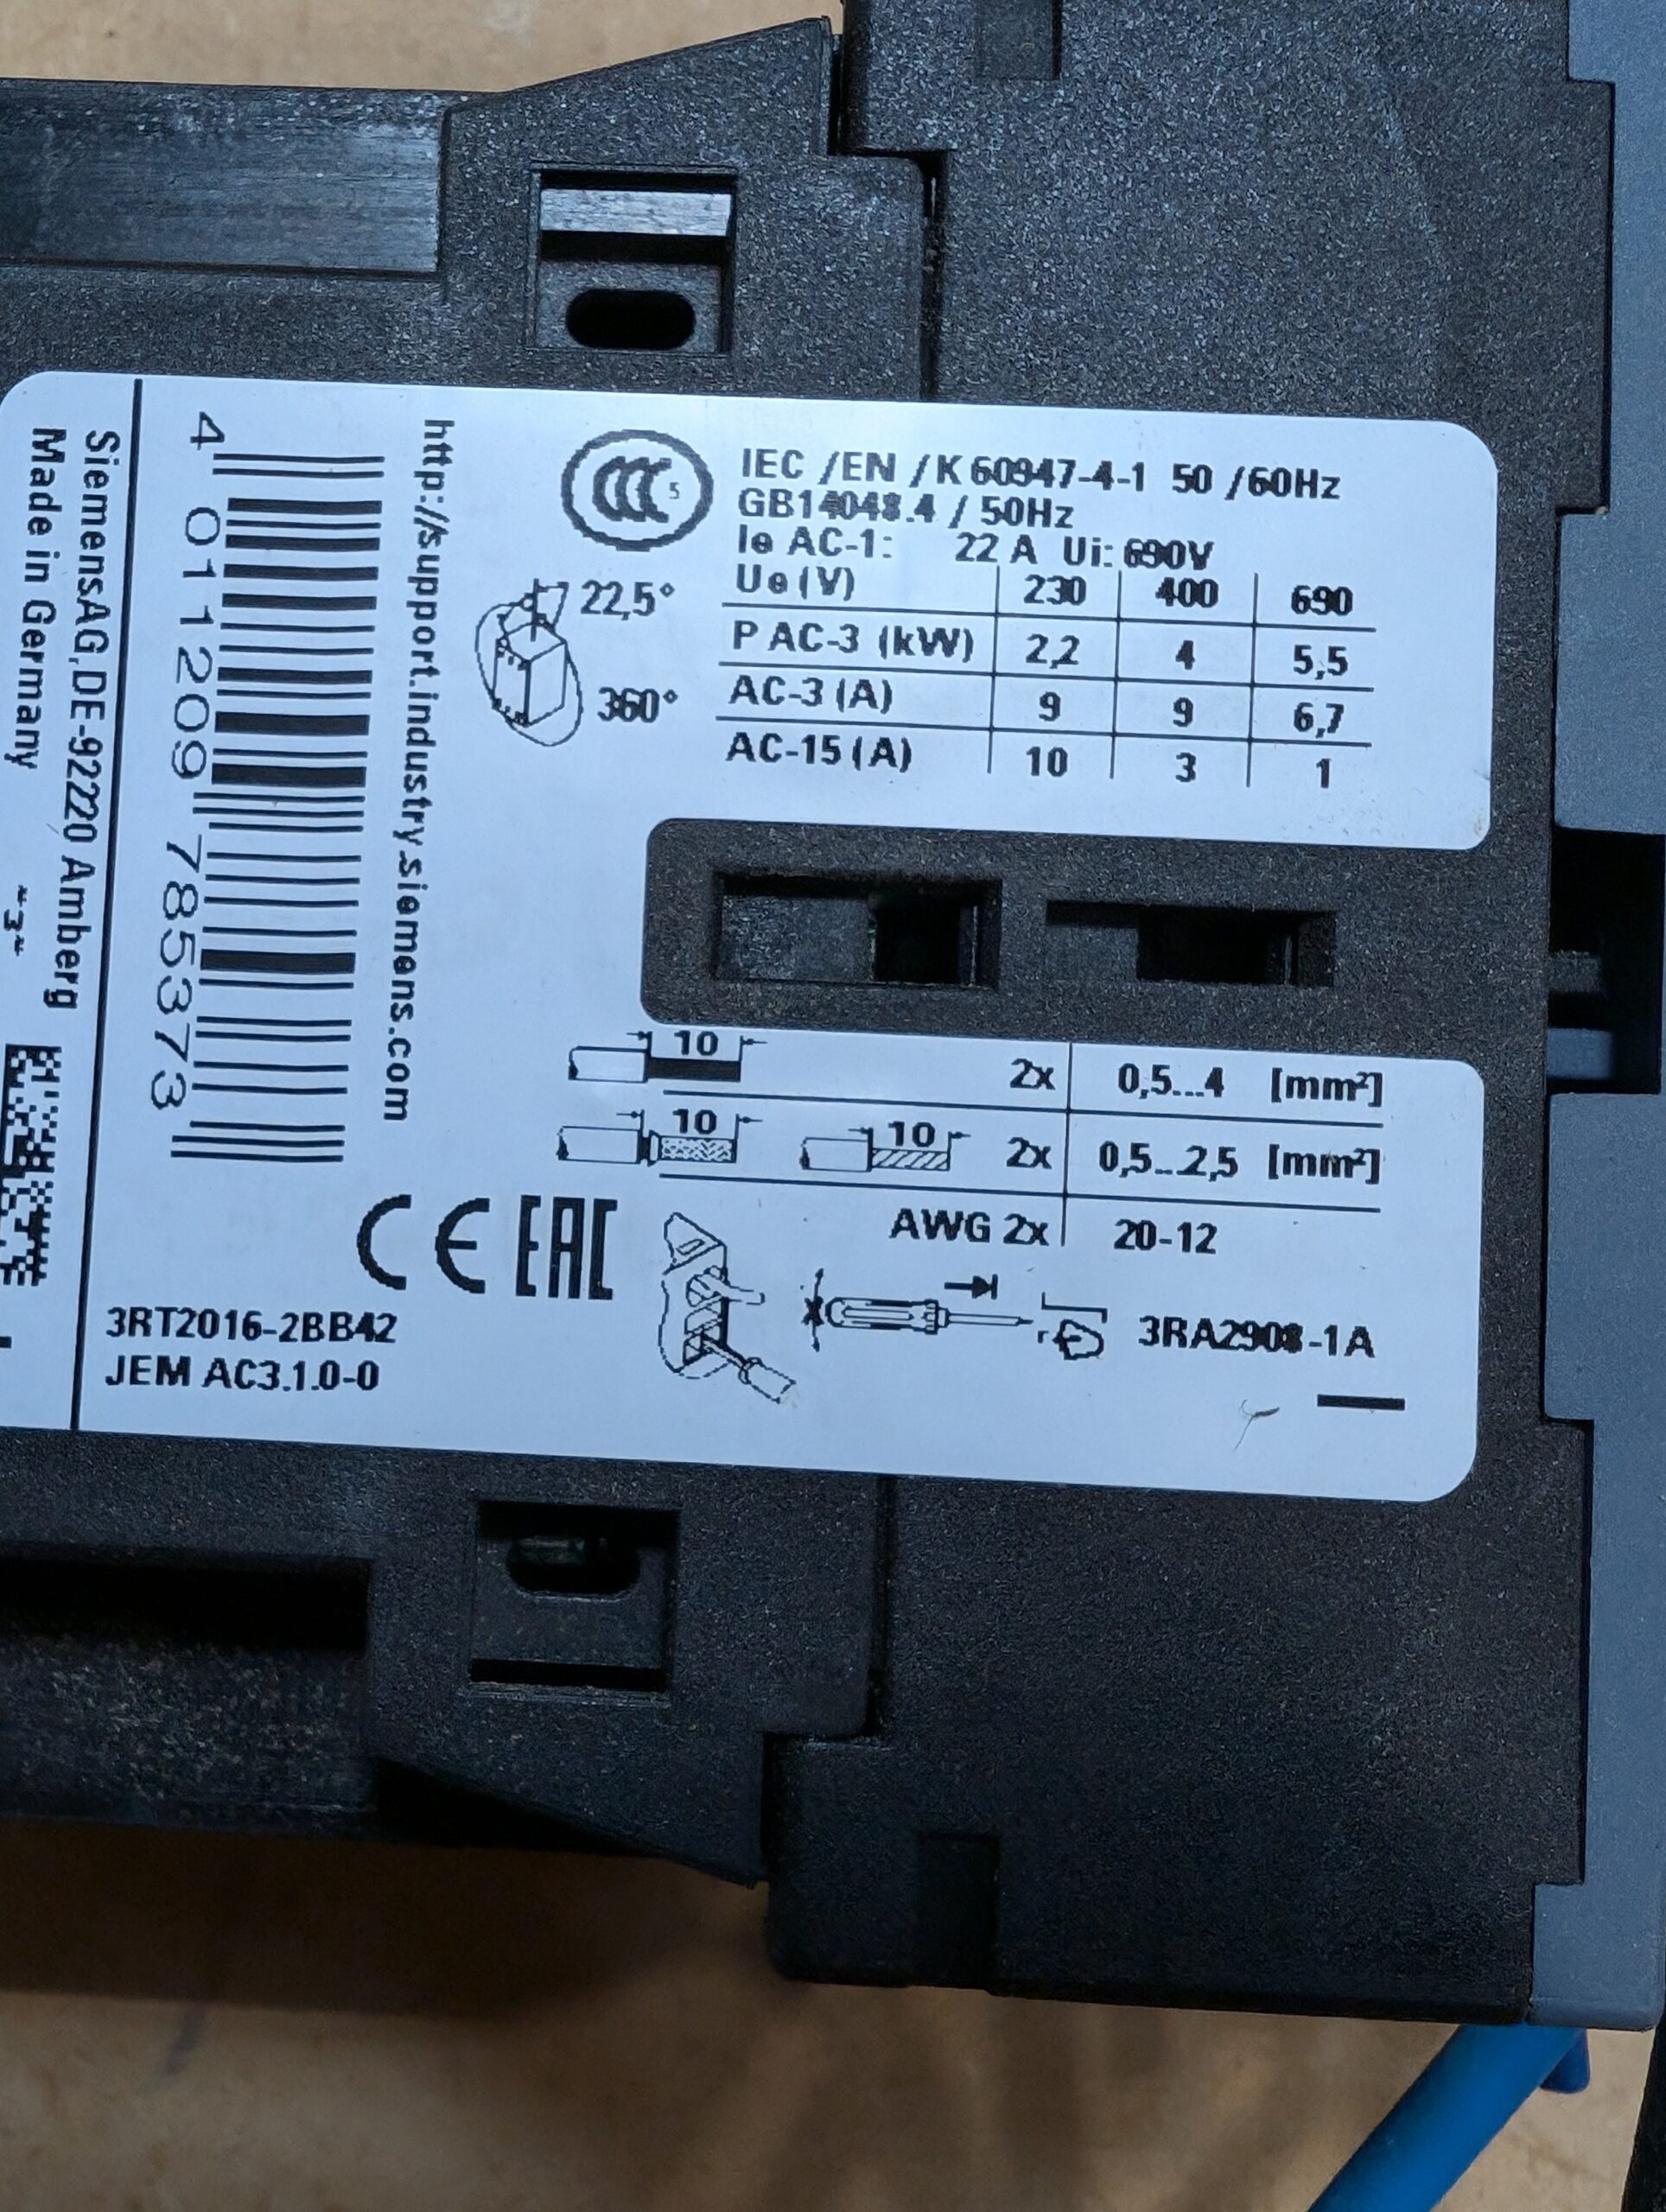 IEC /EN /K 60947-4-1 50 /60Hz
GB14048.4 / 50Hz
Ie AC-1: 22 A Ui: 690V
Ue (V) 230 400 690
P AC-3 (kW) 2,2 4 5,5
AC-3 (A) 9 9 6,7
AC-15 (A) 10 3 1
CCC S
22,5°
360°
http://support.industry.siemens.com
4 011209 785373
SiemensAG,DE-92220 Amberg
Made in Germany
"3"
10 2x 0,5...4 [mm²]
10 10 2x 0,5...2,5 [mm²]
AWG 2x 20-12
CE EAC
3RA2908-1A
3RT2016-2BB42
JEM AC3.1.0-0